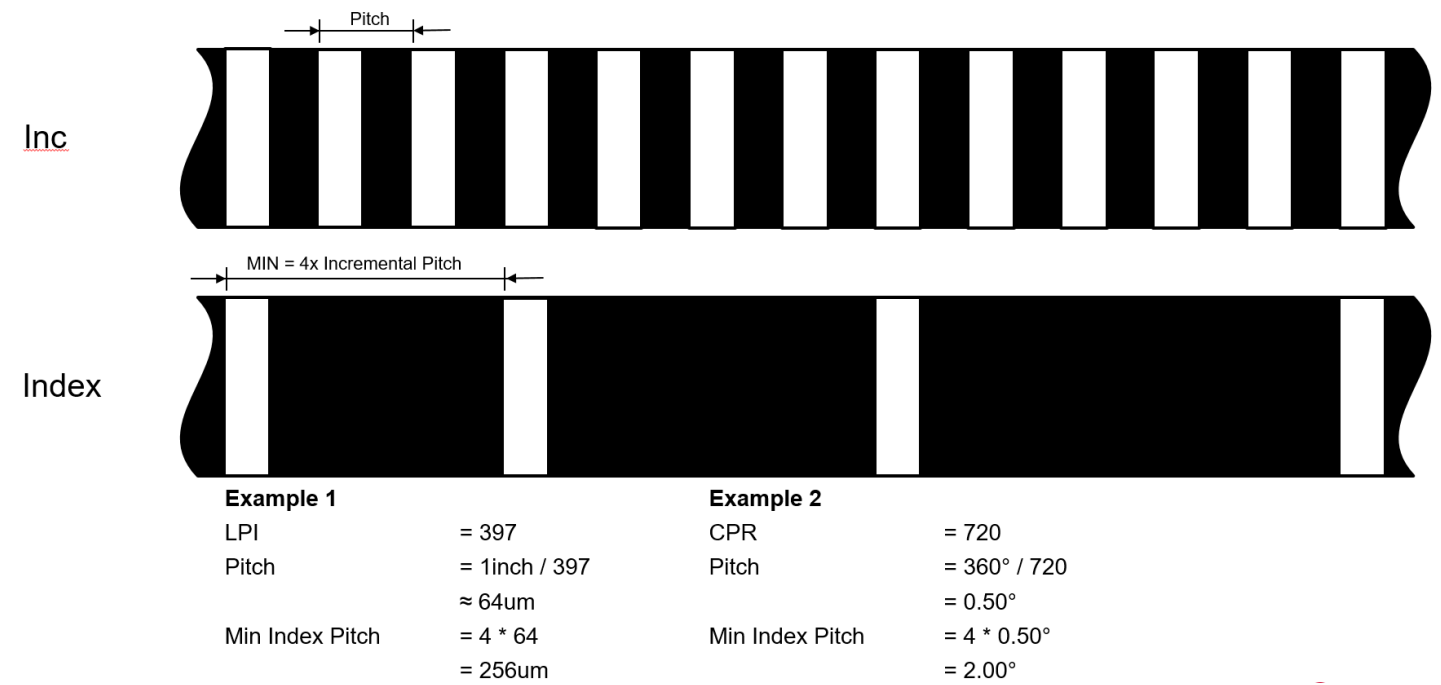 Pitch
Inc
MIN = 4x Incremental Pitch
Index
Example 1
LPI = 397
Pitch = 1inch / 397
≈ 64um
Min Index Pitch = 4 * 64
= 256um
Example 2
CPR = 720
Pitch = 360° / 720
= 0.50°
Min Index Pitch = 4 * 0.50°
= 2.00°